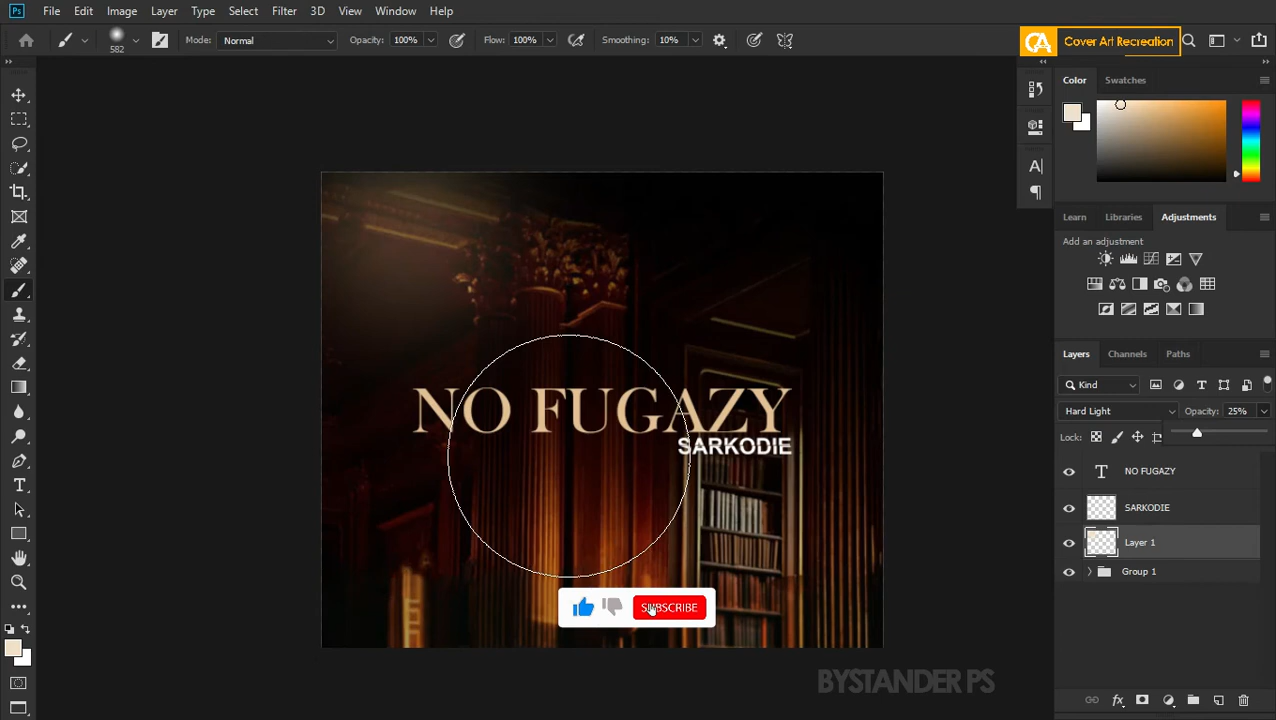 Ps File Edit Image Layer Type Select Filter 3D View Window Help
582 Mode: Normal Opacity: 100% Flow: 100% Smoothing: 10%
CA Cover Art Recreation
Color Swatches
Learn Libraries Adjustments
Add an adjustment
Layers Channels Paths
Kind
Hard Light Opacity: 25%
Lock:
NO FUGAZY
SARKODIE
T NO FUGAZY
SARKODIE
Layer 1
Group 1
SUBSCRIBE
BYSTANDER PS